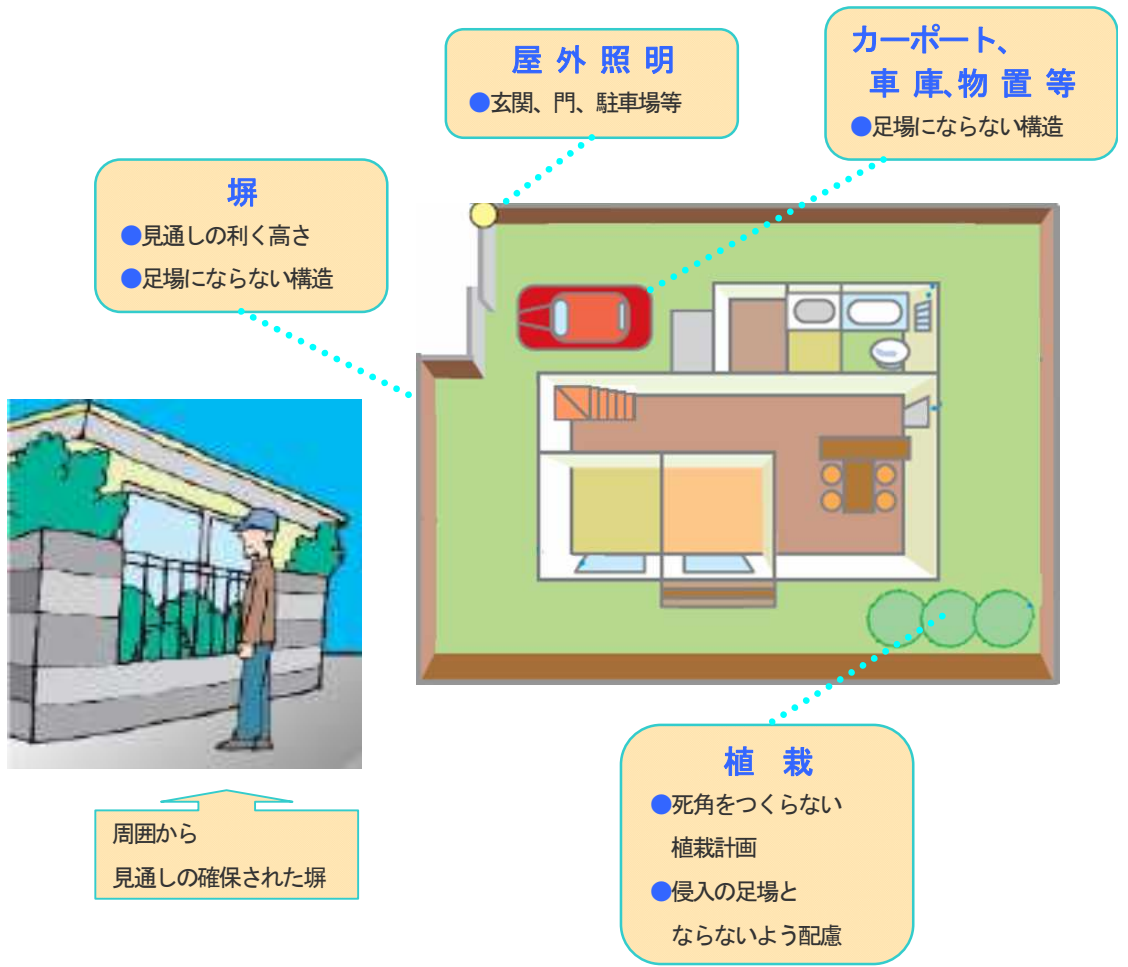 屋外照明
●玄関、門、駐車場等
カーポート、
車庫、物置等
●足場にならない構造
塀
●見通しの利く高さ
●足場にならない構造
周囲から
見通しの確保された塀
植栽
●死角をつくらない
植栽計画
●侵入の足場と
ならないよう配慮